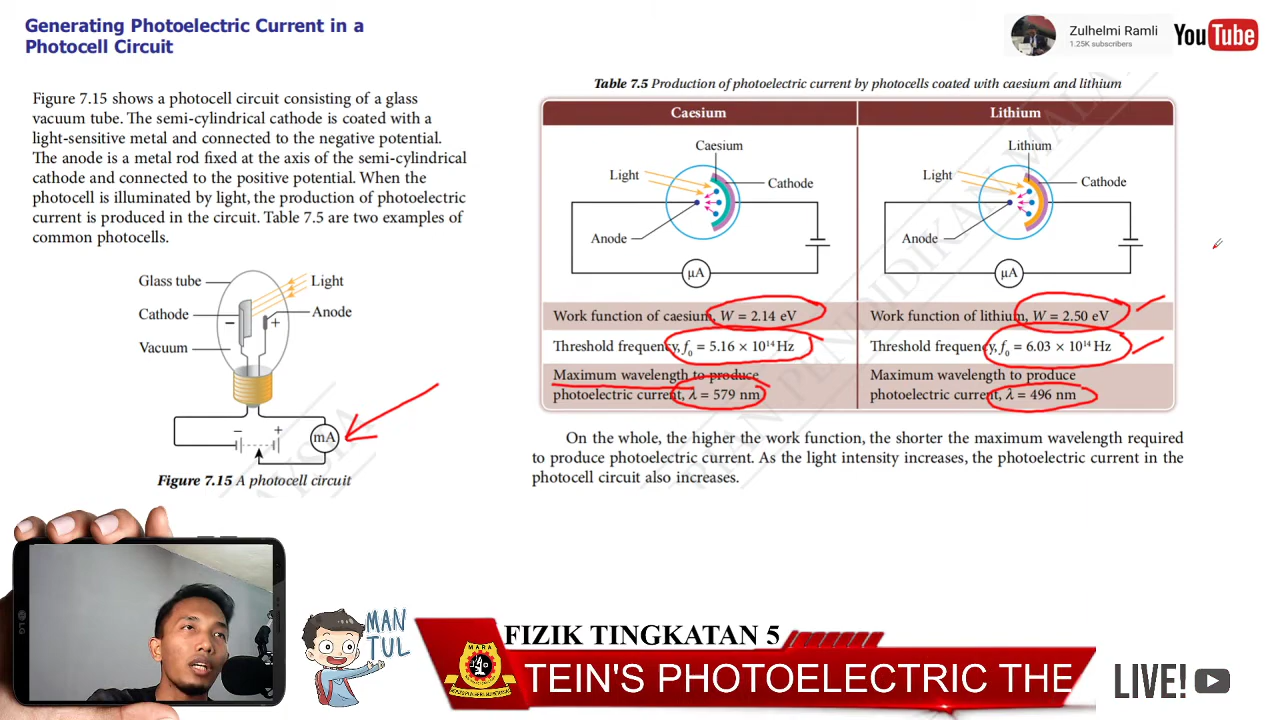 Generating Photoelectric Current in a
Photocell Circuit
Zulhelmi Ramli
1.25K subscribers
YouTube
Figure 7.15 shows a photocell circuit consisting of a glass
vacuum tube. The semi-cylindrical cathode is coated with a
light-sensitive metal and connected to the negative potential.
The anode is a metal rod fixed at the axis of the semi-cylindrical
cathode and connected to the positive potential. When the
photocell is illuminated by light, the production of photoelectric
current is produced in the circuit. Table 7.5 are two examples of
common photocells.
Glass tube
Light
Cathode
Anode
Vacuum
− +
− +
mA
Figure 7.15 A photocell circuit
Table 7.5 Production of photoelectric current by photocells coated with caesium and lithium
Caesium
Lithium
Caesium
Light
Cathode
Anode
µA
Lithium
Light
Cathode
Anode
µA
Work function of caesium, W = 2.14 eV
Work function of lithium, W = 2.50 eV
Threshold frequency, f₀ = 5.16 × 10¹⁴ Hz
Threshold frequency, f₀ = 6.03 × 10¹⁴ Hz
Maximum wavelength to produce
photoelectric current, λ = 579 nm
Maximum wavelength to produce
photoelectric current, λ = 496 nm
On the whole, the higher the work function, the shorter the maximum wavelength required
to produce photoelectric current. As the light intensity increases, the photoelectric current in the
photocell circuit also increases.
LG
MAN
TUL
MARA
FIZIK TINGKATAN 5
TEIN'S PHOTOELECTRIC THE
LIVE!